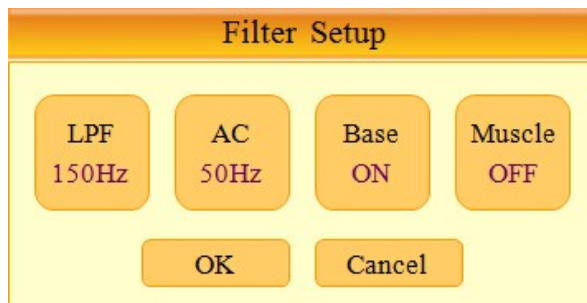 Filter Setup
LPF AC Base Muscle
150Hz 50Hz ON OFF
OK Cancel